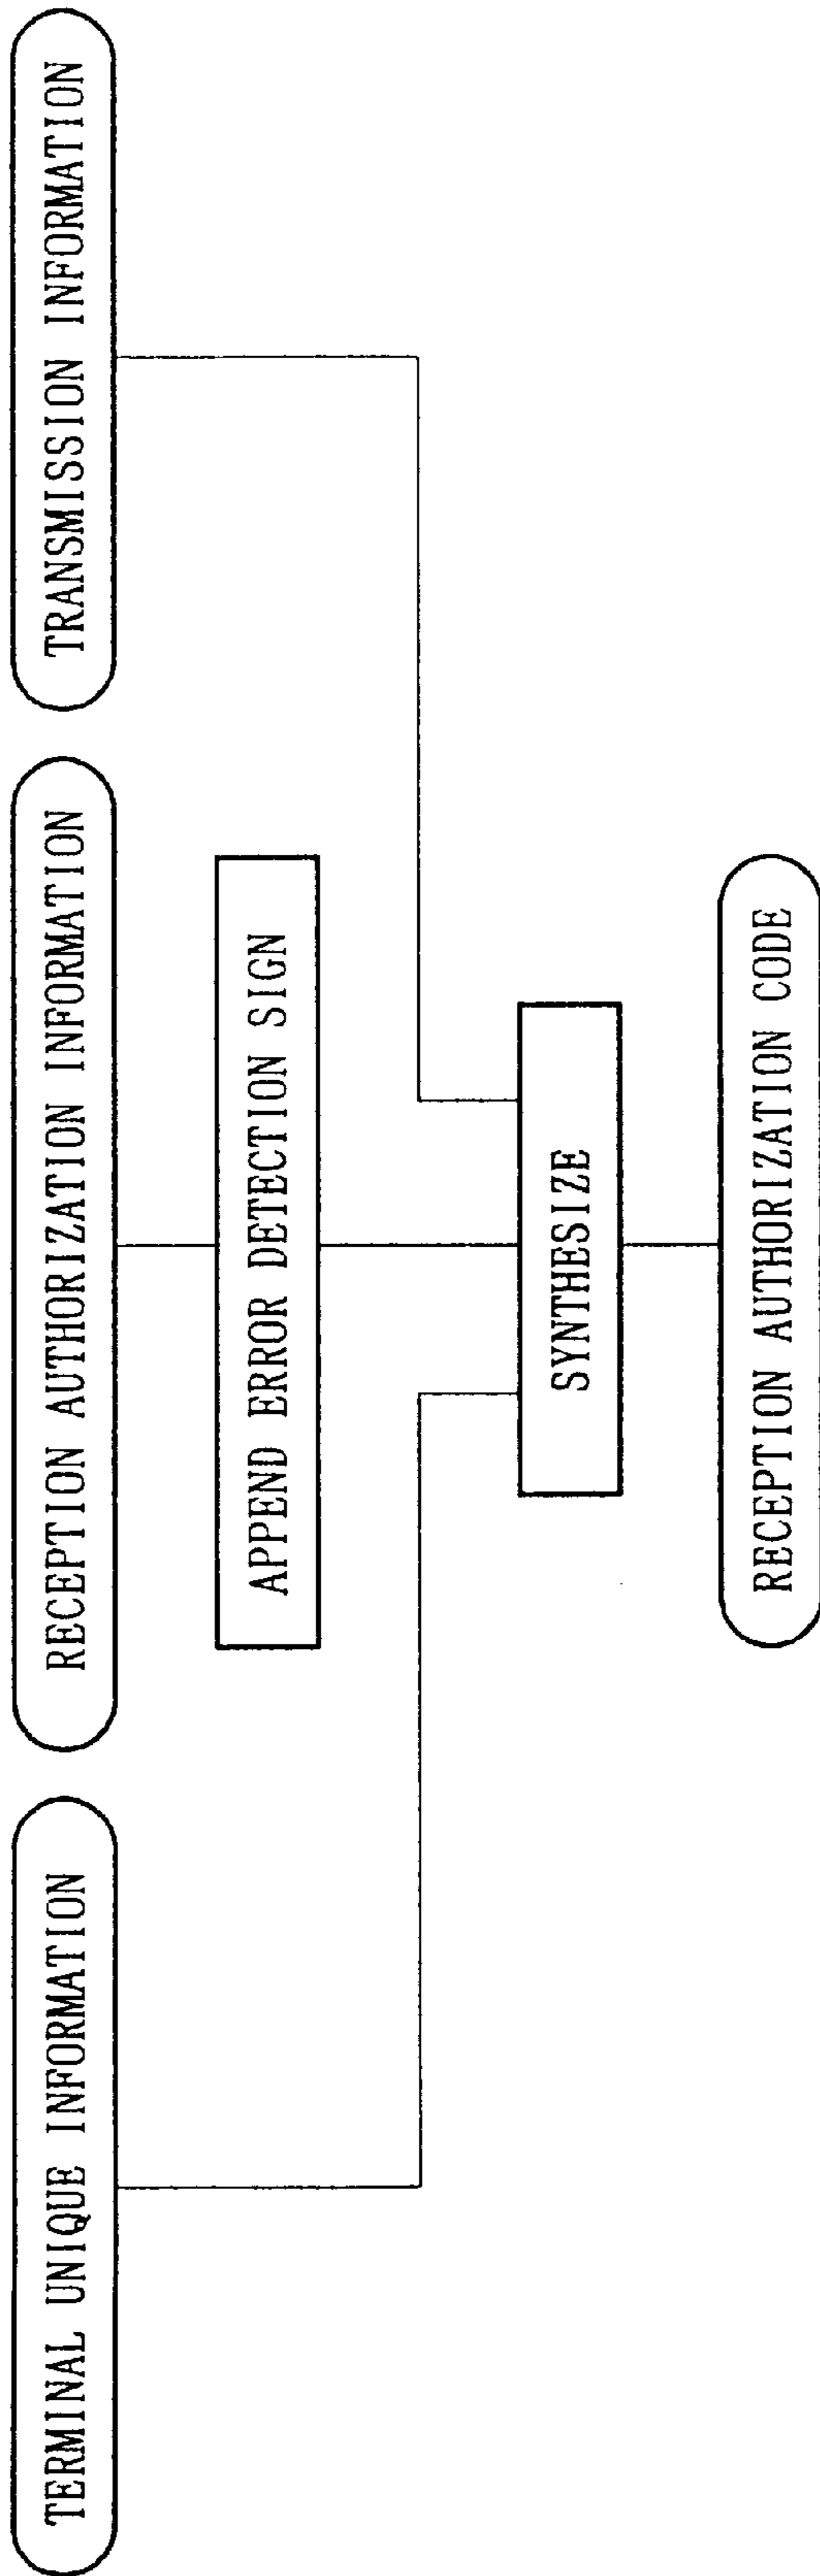 TERMINAL UNIQUE INFORMATION
RECEPTION AUTHORIZATION INFORMATION
TRANSMISSION INFORMATION
APPEND ERROR DETECTION SIGN
SYNTHESIZE
RECEPTION AUTHORIZATION CODE